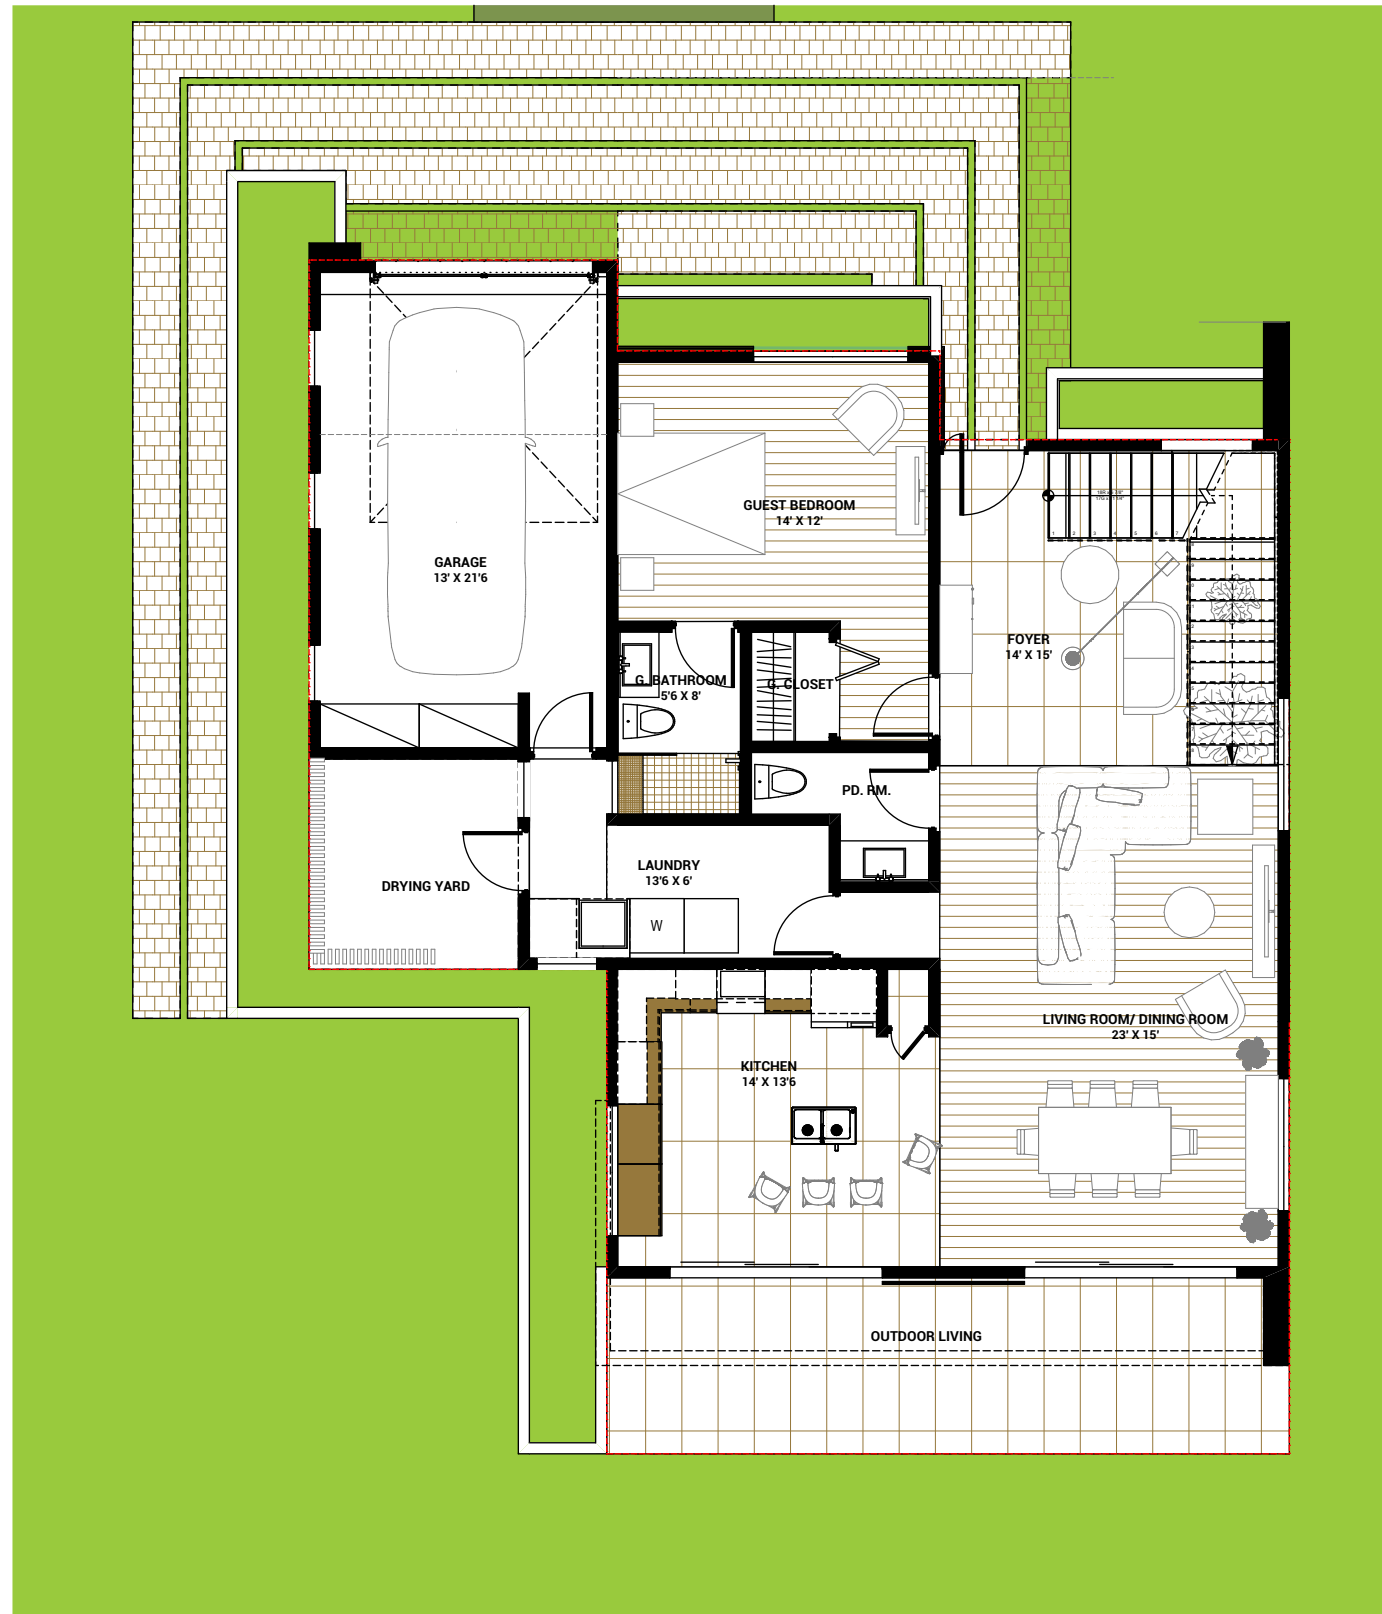 GUEST BEDROOM
14' X 12'
GARAGE
13' X 21'6
FOYER
14' X 15'
G. BATHROOM
5'6 X 8'
G. CLOSET
PD. RM.
LAUNDRY
13'6 X 6'
DRYING YARD
W
LIVING ROOM/ DINING ROOM
23' X 15'
KITCHEN
14' X 13'6
OUTDOOR LIVING